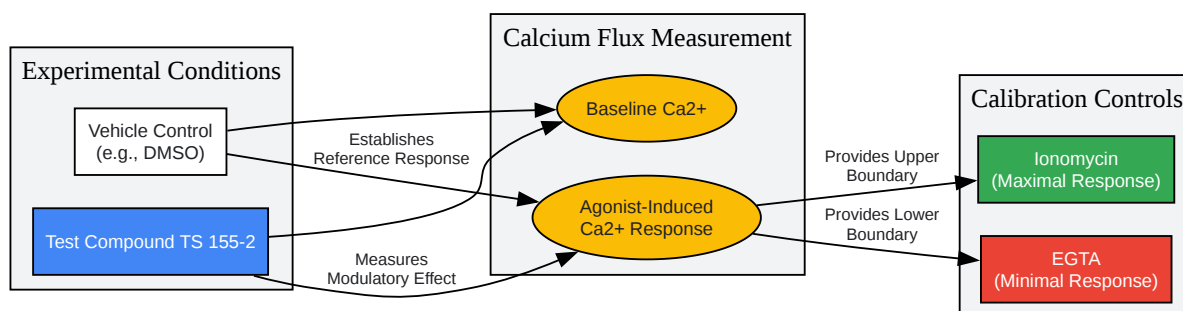 Experimental Conditions
Vehicle Control
(e.g., DMSO)
Test Compound TS 155-2
Establishes
Reference Response
Measures
Modulatory Effect
Calcium Flux Measurement
Baseline Ca2+
Agonist-Induced
Ca2+ Response
Provides Upper
Boundary
Provides Lower
Boundary
Calibration Controls
Ionomycin
(Maximal Response)
EGTA
(Minimal Response)